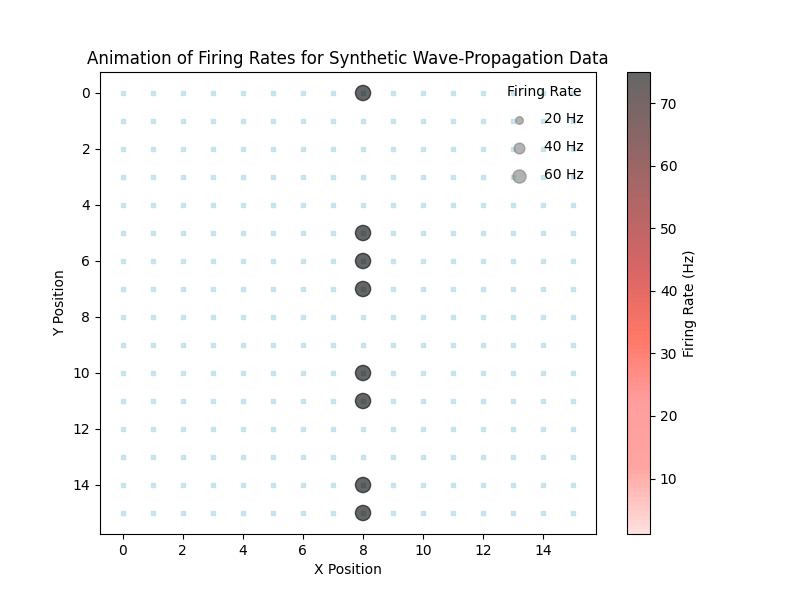 Animation of Firing Rates for Synthetic Wave-Propagation Data
Firing Rate
20 Hz
40 Hz
60 Hz
0
2
4
6
8
10
12
14
Y Position
0 2 4 6 8 10 12 14
X Position
70
60
50
40
30
20
10
Firing Rate (Hz)